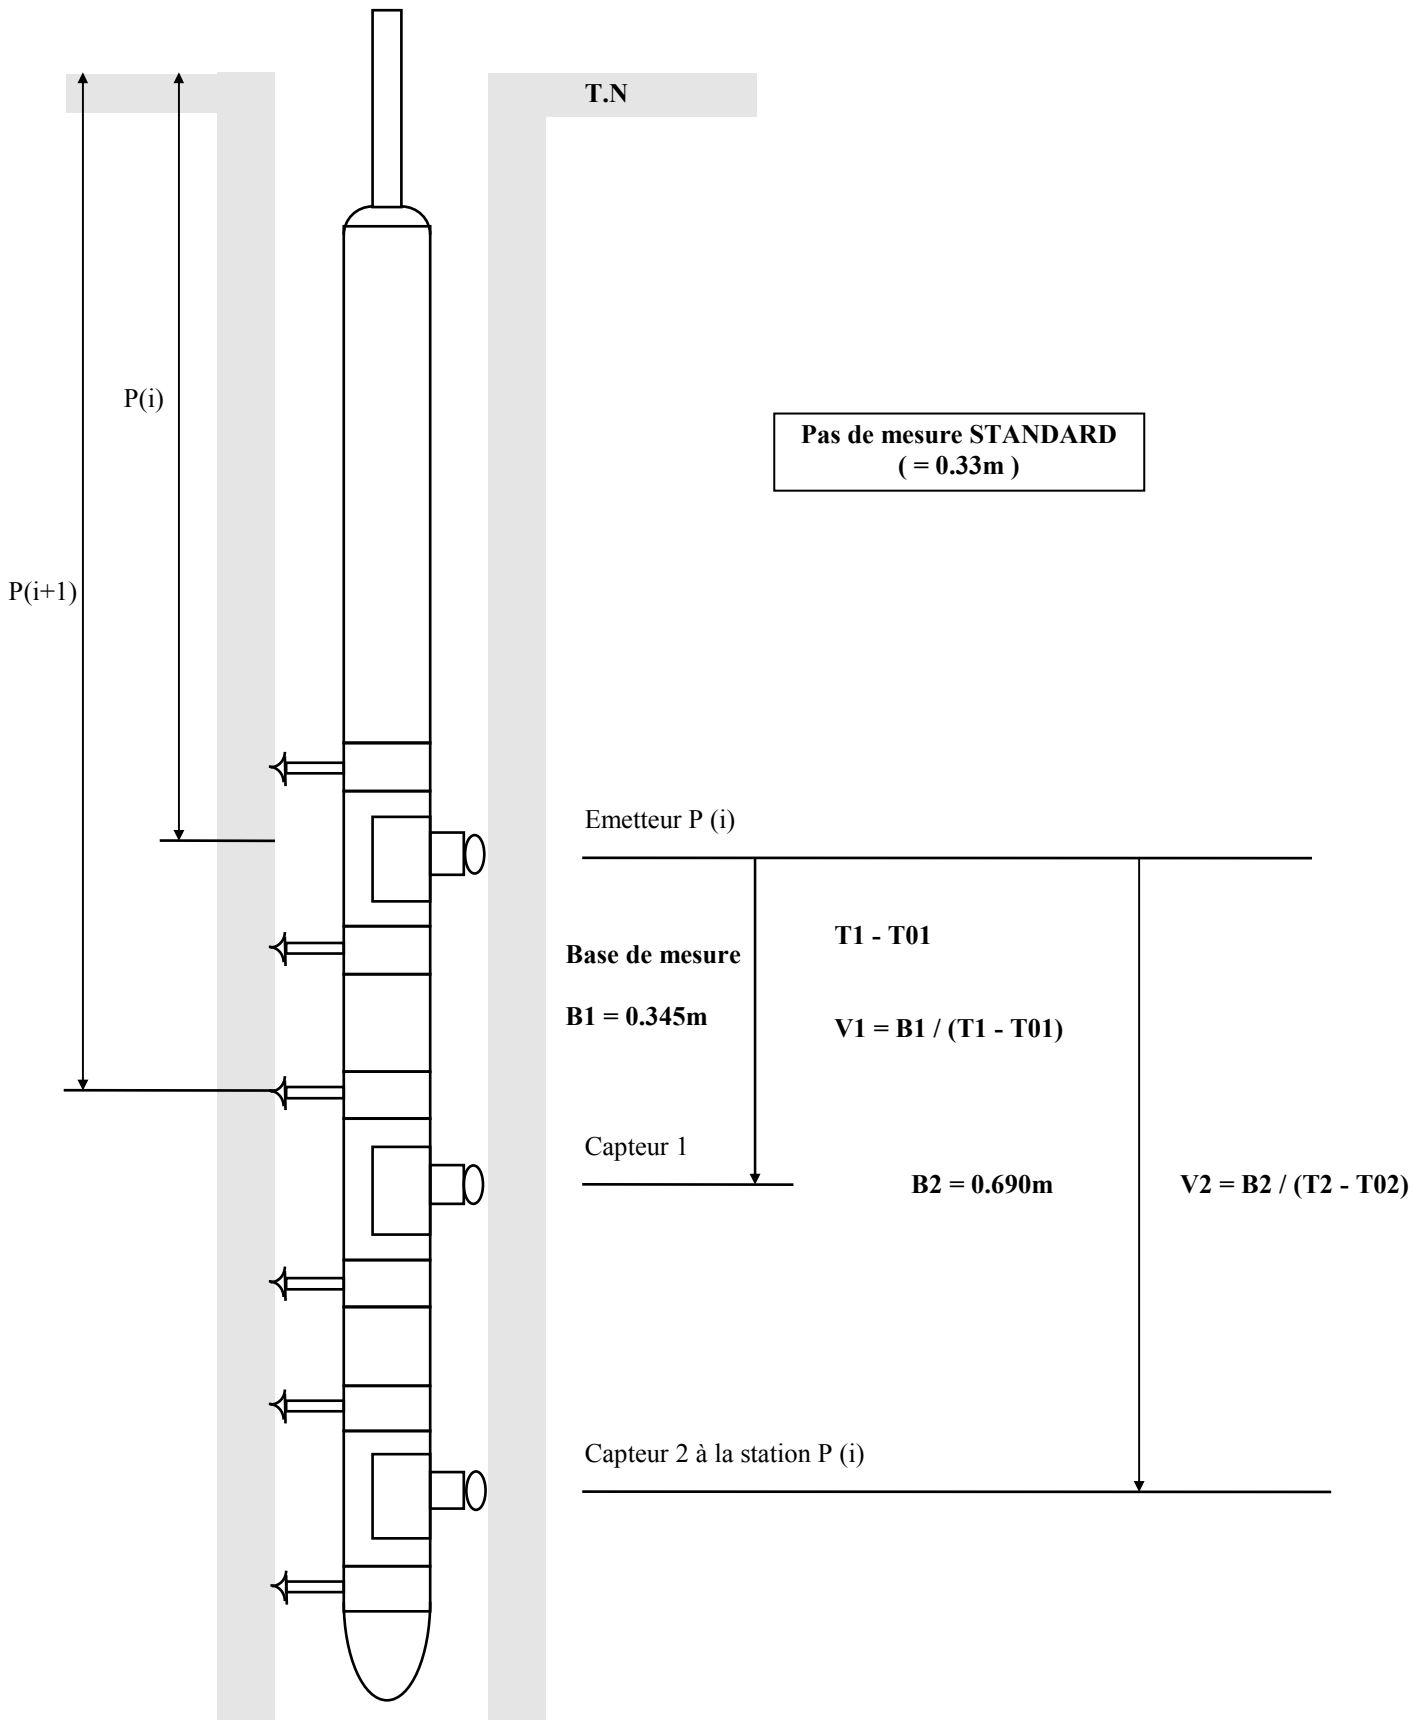 T.N
P(i)
Pas de mesure STANDARD
( = 0.33m )
P(i+1)
Emetteur P (i)
T1 - T01
Base de mesure
B1 = 0.345m
V1 = B1 / (T1 - T01)
Capteur 1
B2 = 0.690m
V2 = B2 / (T2 - T02)
Capteur 2 à la station P (i)